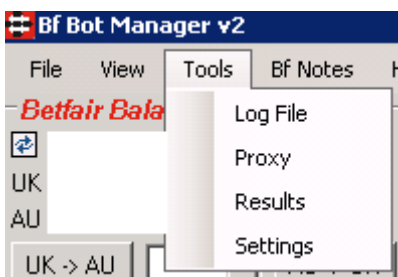 Bf Bot Manager v2
File View Tools Bf Notes
Betfair Bala
Log File
Proxy
Results
Settings
UK
AU
UK -> AU